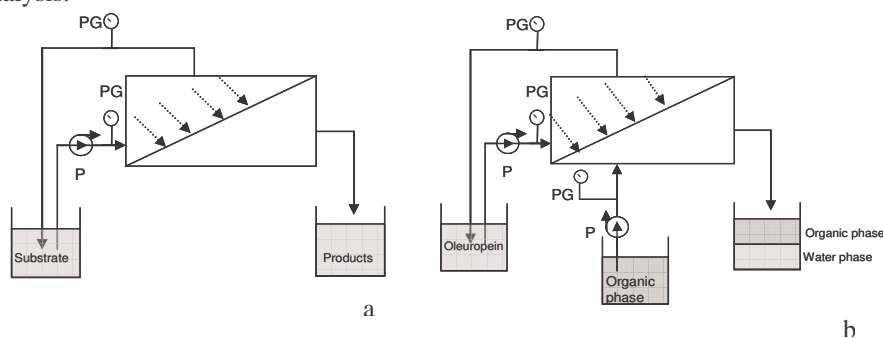 PG
PG
P
Substrate
Products
a
PG
PG
P
PG
P
Oleuropein
Organic
phase
Organic phase
Water phase
b